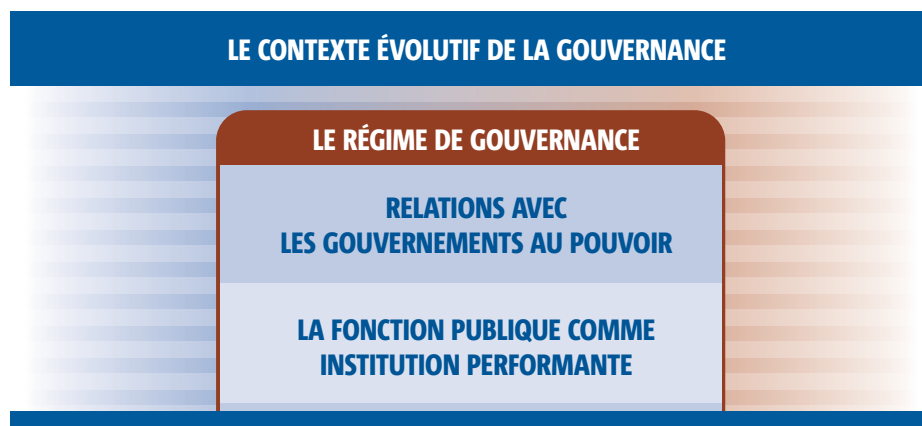 LE CONTEXTE ÉVOLUTIF DE LA GOUVERNANCE
LE RÉGIME DE GOUVERNANCE
RELATIONS AVEC
LES GOUVERNEMENTS AU POUVOIR
LA FONCTION PUBLIQUE COMME
INSTITUTION PERFORMANTE